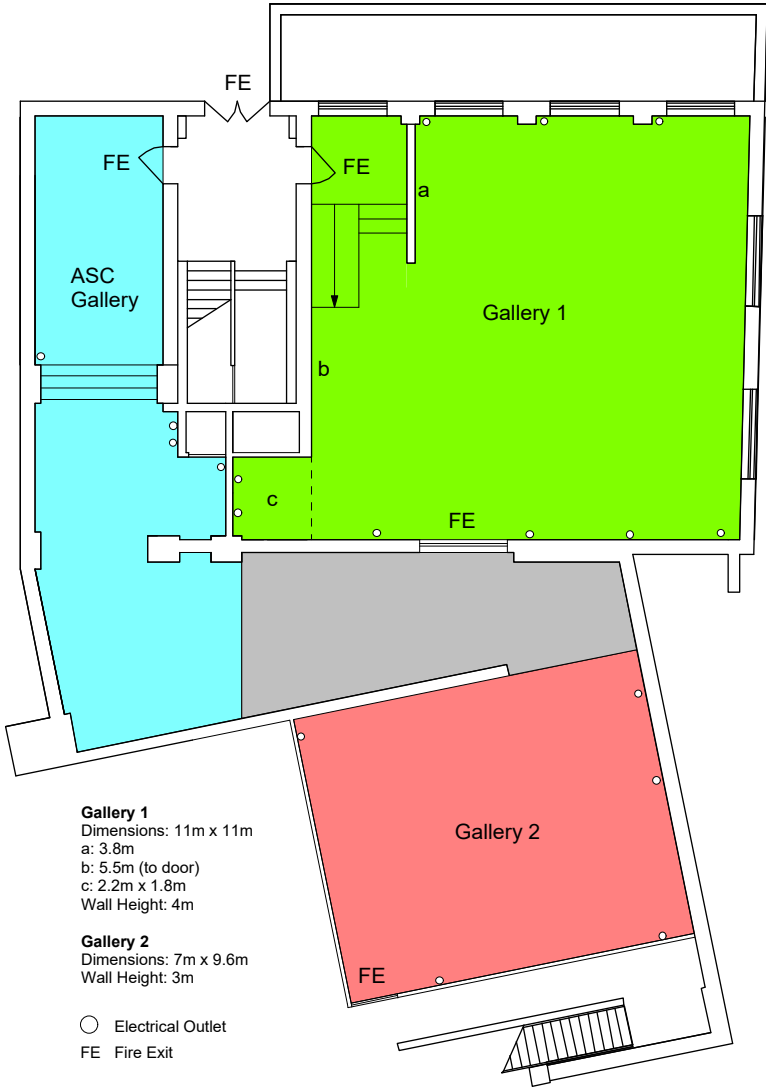 FE
FE
FE
a
ASC
Gallery
Gallery 1
b
c
FE
Gallery 2
FE
Gallery 1
Dimensions: 11m x 11m
a: 3.8m
b: 5.5m (to door)
c: 2.2m x 1.8m
Wall Height: 4m
Gallery 2
Dimensions: 7m x 9.6m
Wall Height: 3m
Electrical Outlet
FE Fire Exit